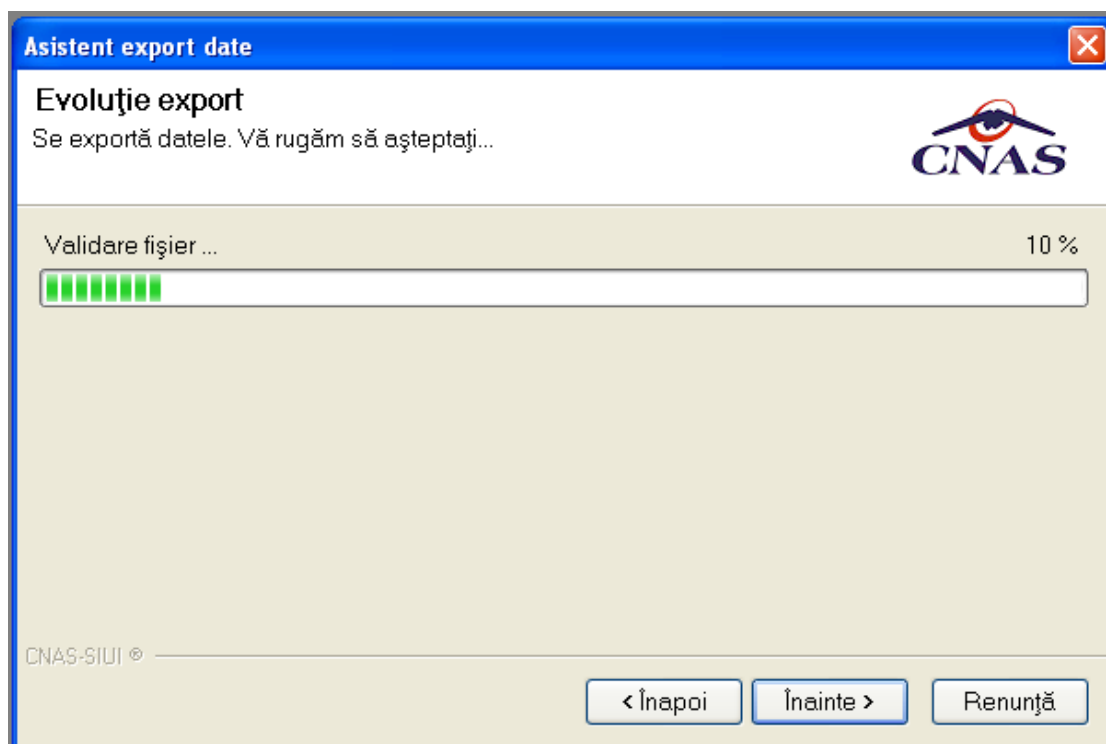 Asistent export date
Evoluţie export
Se exportă datele. Vă rugăm să aşteptaţi...
CNAS
Validare fişier ...
10 %
CNAS-SIUI ®
< Înapoi
Înainte >
Renunţă